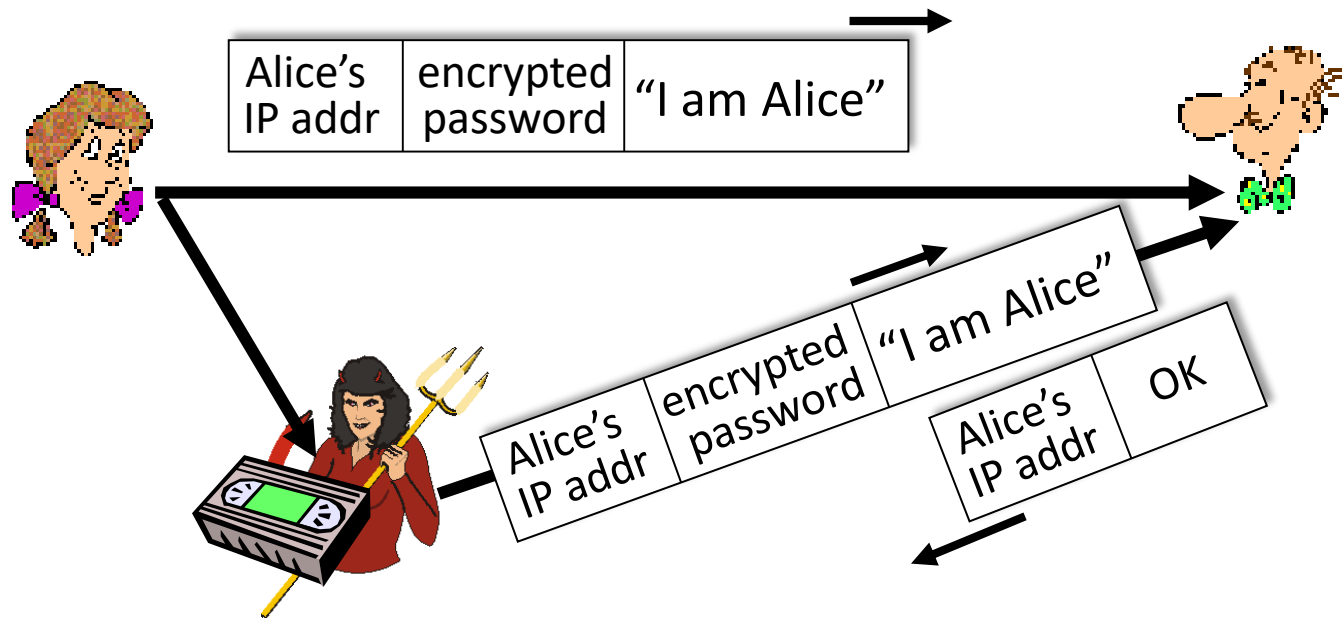 Alice’s
IP addr
encrypted
password
“I am Alice”
Alice’s
IP addr
encrypted
password
“I am Alice”
Alice’s
IP addr
OK